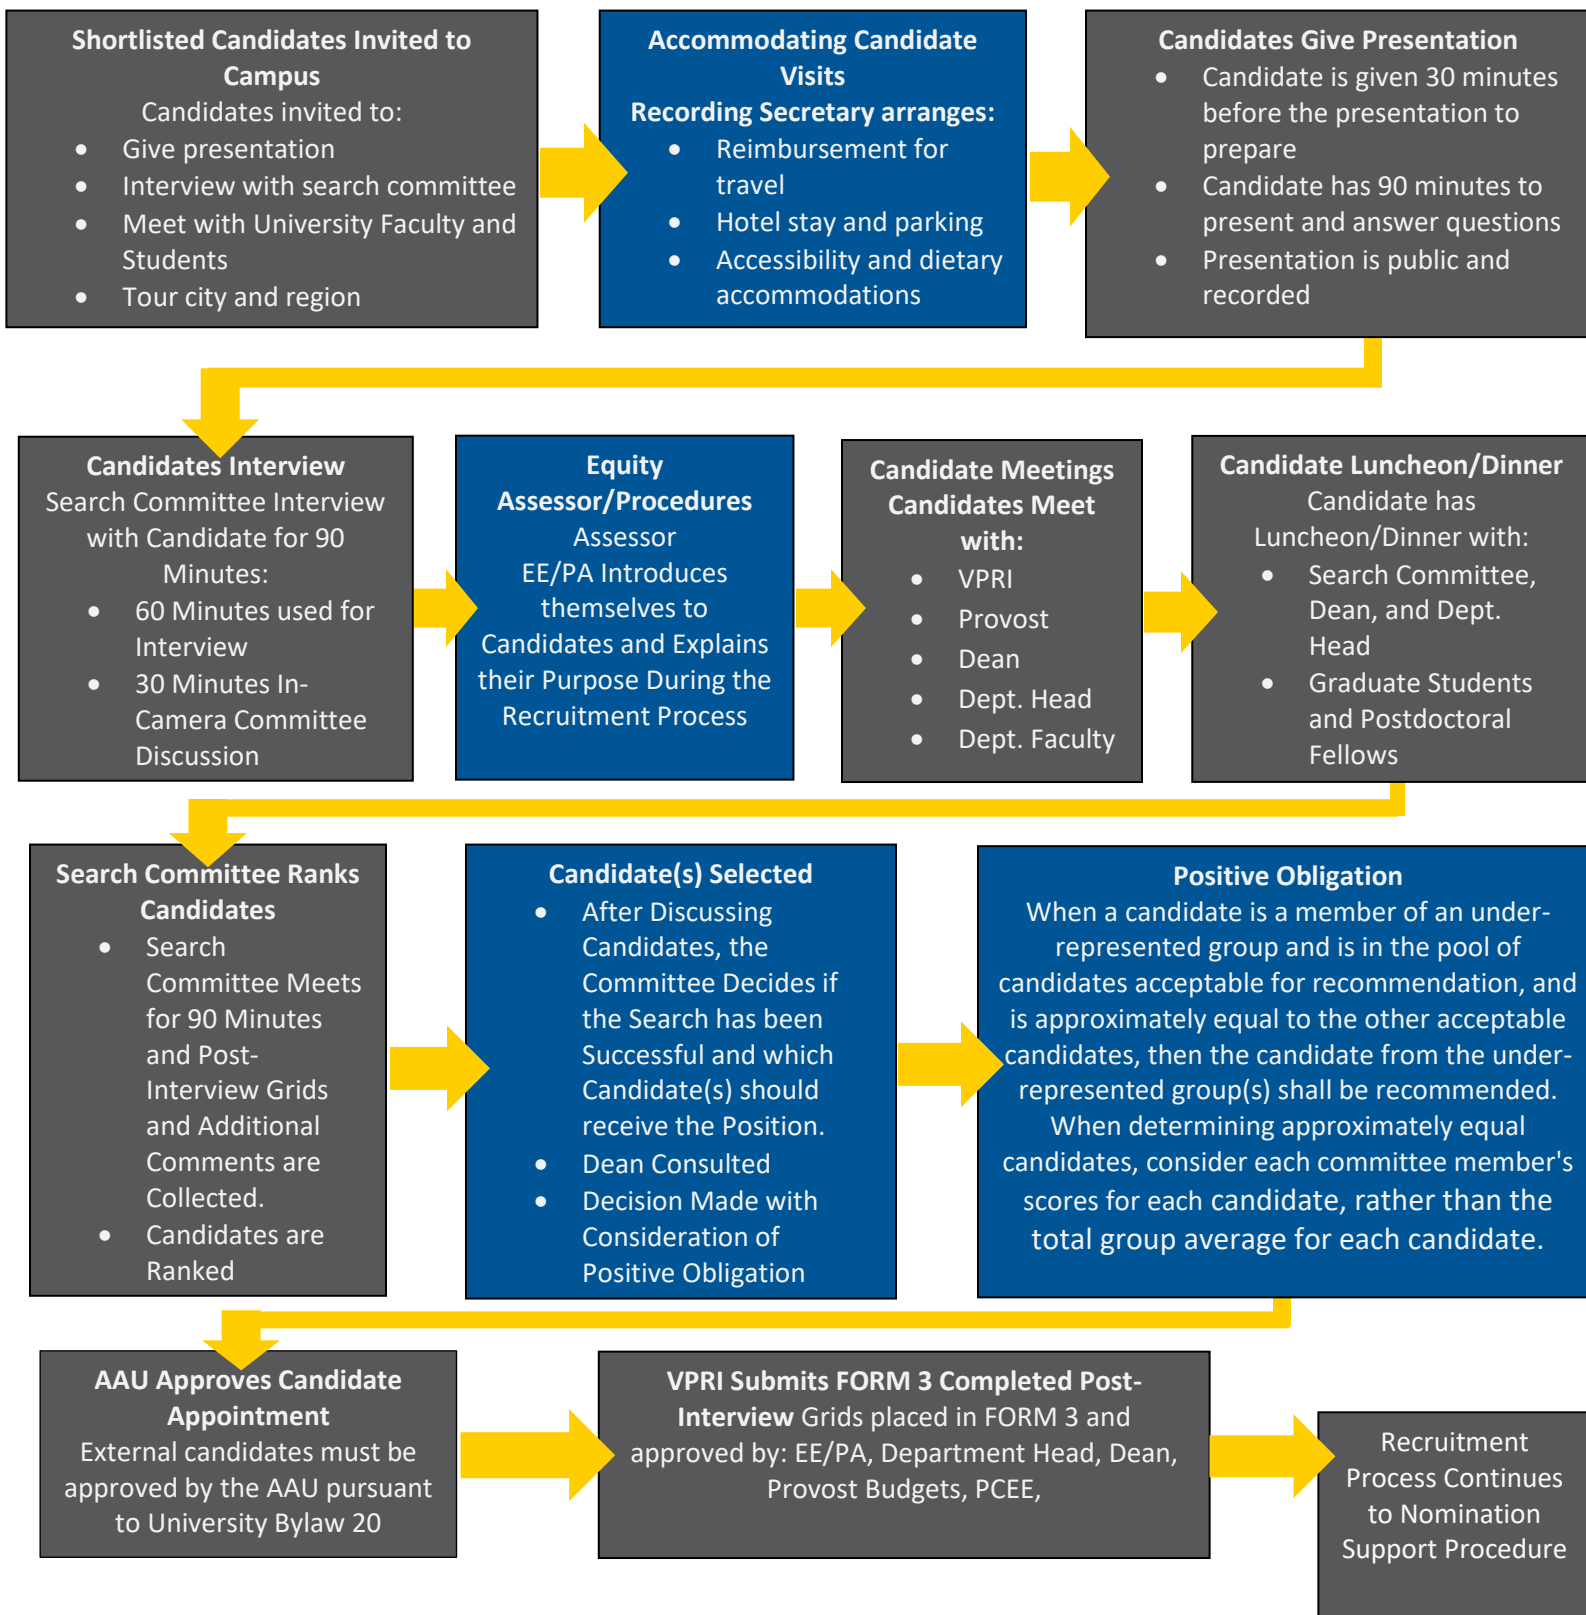 Shortlisted Candidates Invited to
Campus
Candidates invited to:
• Give presentation
• Interview with search committee
• Meet with University Faculty and
Students
• Tour city and region
Accommodating Candidate
Visits
Recording Secretary arranges:
• Reimbursement for
travel
• Hotel stay and parking
• Accessibility and dietary
accommodations
Candidates Give Presentation
• Candidate is given 30 minutes
before the presentation to
prepare
• Candidate has 90 minutes to
present and answer questions
• Presentation is public and
recorded
Candidates Interview
Search Committee Interview
with Candidate for 90
Minutes:
• 60 Minutes used for
Interview
• 30 Minutes In-
Camera Committee
Discussion
Equity
Assessor/Procedures
Assessor
EE/PA Introduces
themselves to
Candidates and Explains
their Purpose During the
Recruitment Process
Candidate Meetings
Candidates Meet
with:
• VPRI
• Provost
• Dean
• Dept. Head
• Dept. Faculty
Candidate Luncheon/Dinner
Candidate has
Luncheon/Dinner with:
• Search Committee,
Dean, and Dept.
Head
• Graduate Students
and Postdoctoral
Fellows
Search Committee Ranks
Candidates
• Search
Committee Meets
for 90 Minutes
and Post-
Interview Grids
and Additional
Comments are
Collected.
• Candidates are
Ranked
Candidate(s) Selected
• After Discussing
Candidates, the
Committee Decides if
the Search has been
Successful and which
Candidate(s) should
receive the Position.
• Dean Consulted
• Decision Made with
Consideration of
Positive Obligation
Positive Obligation
When a candidate is a member of an under-
represented group and is in the pool of
candidates acceptable for recommendation, and
is approximately equal to the other acceptable
candidates, then the candidate from the under-
represented group(s) shall be recommended.
When determining approximately equal
candidates, consider each committee member's
scores for each candidate, rather than the
total group average for each candidate.
AAU Approves Candidate
Appointment
External candidates must be
approved by the AAU pursuant
to University Bylaw 20
VPRI Submits FORM 3 Completed Post-
Interview Grids placed in FORM 3 and
approved by: EE/PA, Department Head, Dean,
Provost Budgets, PCEE,
Recruitment
Process Continues
to Nomination
Support Procedure